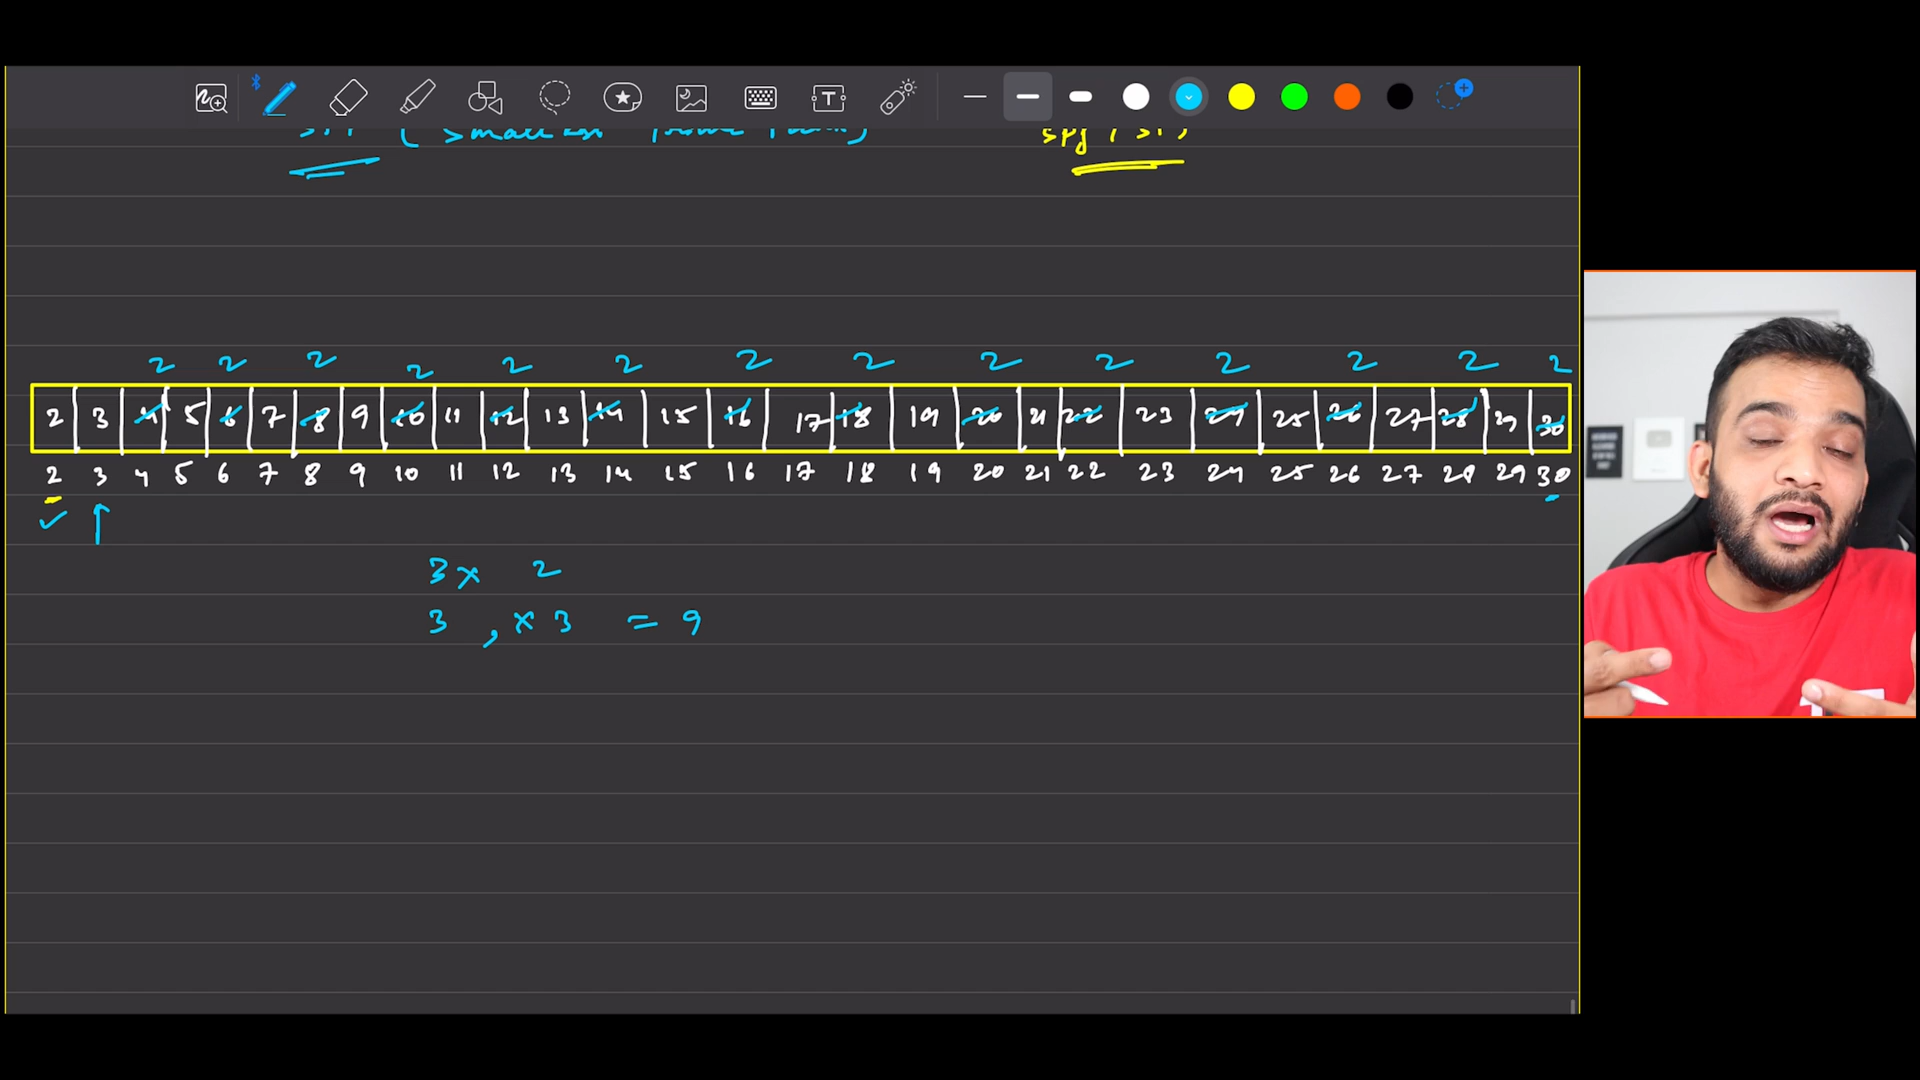 ( Smallest
2 2 2 2 2 2 2 2 2 2 2 2 2 2
2 3 4 5 6 7 8 9 10 11 12 13 14 15 16 17 18 19 20 21 22 23 24 25 26 27 28 29 30
2 3 4 5 6 7 8 9 10 11 12 13 14 15 16 17 18 19 20 21 22 23 24 25 26 27 28 29 30
3 x 2
3 , x 3 = 9